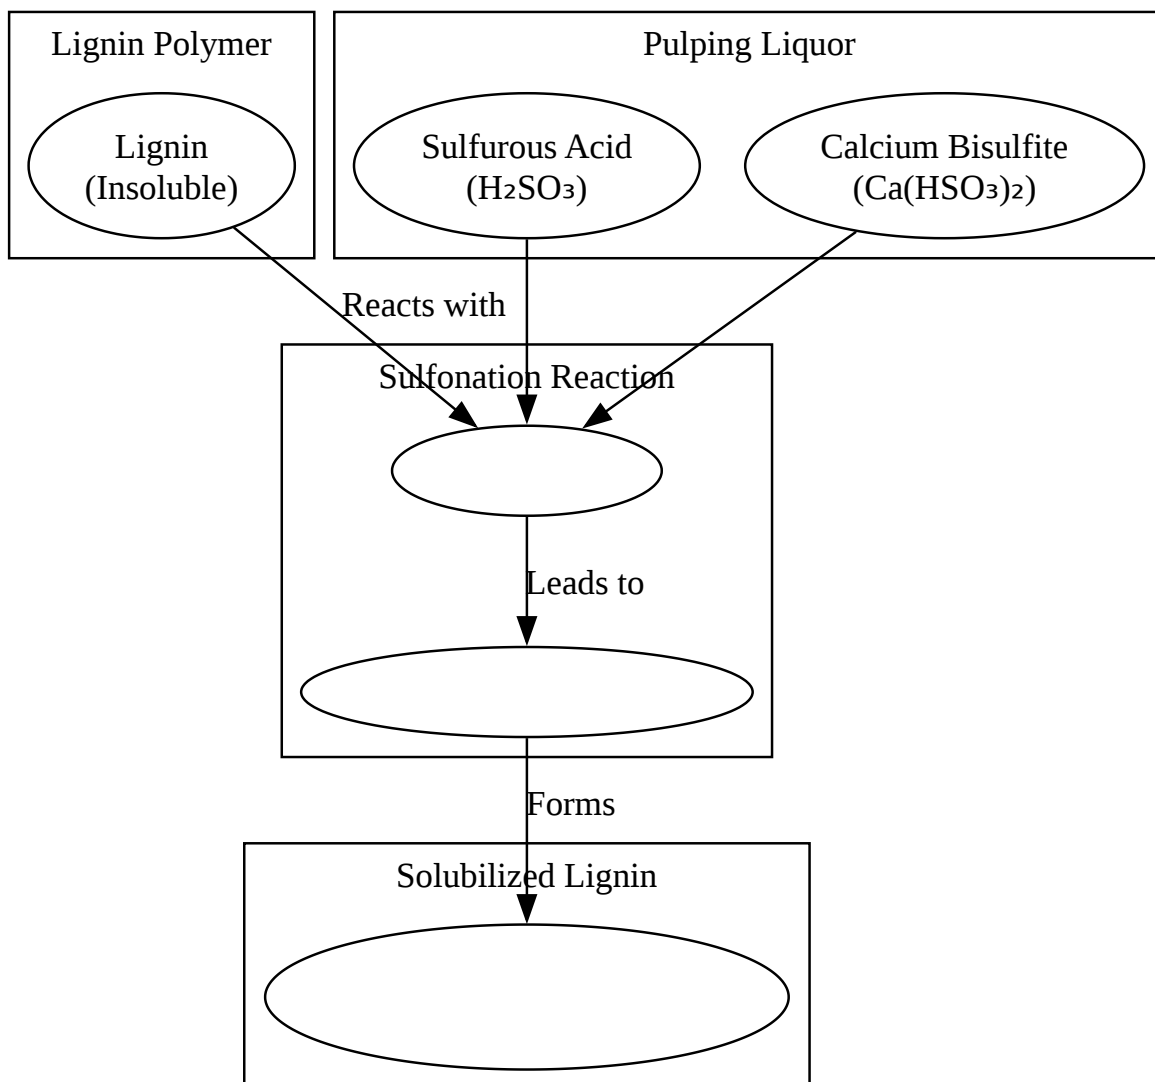 Lignin Polymer
Pulping Liquor
Lignin
(Insoluble)
Sulfurous Acid
(H₂SO₃)
Calcium Bisulfite
(Ca(HSO₃)₂)
Reacts with
Sulfonation Reaction
Leads to
Forms
Solubilized Lignin